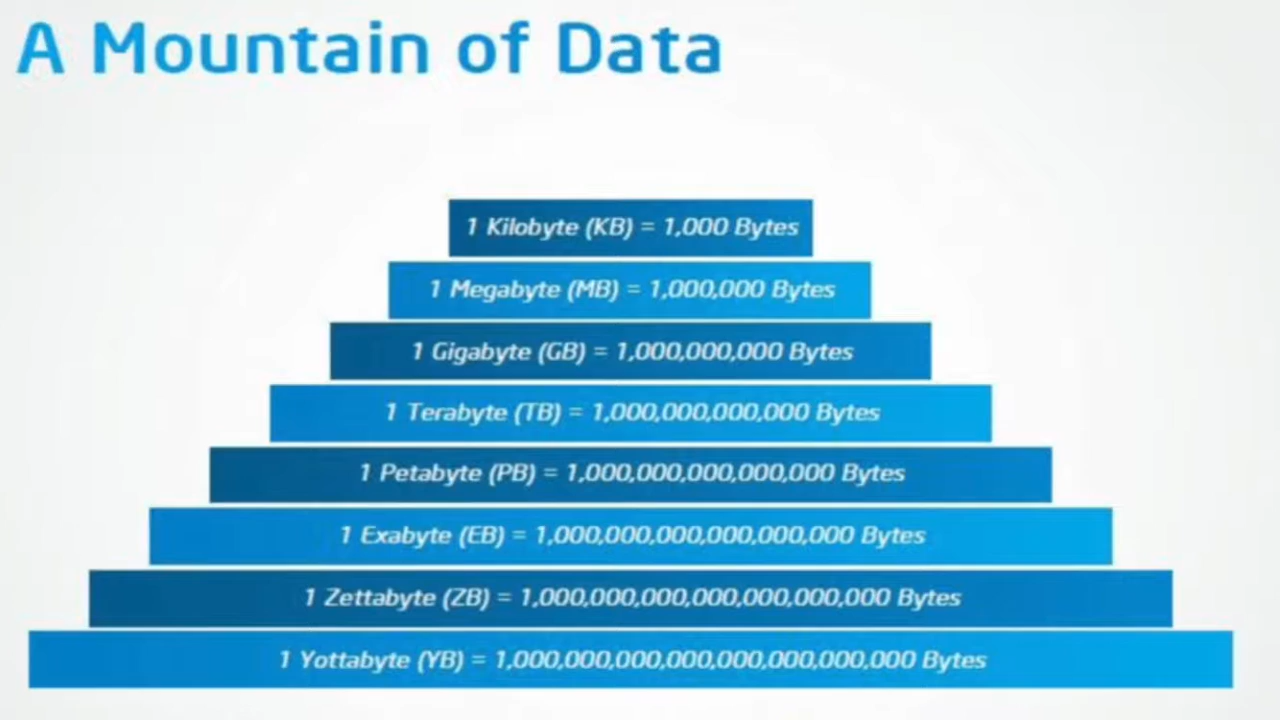 A Mountain of Data
1 Kilobyte (KB) = 1,000 Bytes
1 Megabyte (MB) = 1,000,000 Bytes
1 Gigabyte (GB) = 1,000,000,000 Bytes
1 Terabyte (TB) = 1,000,000,000,000 Bytes
1 Petabyte (PB) = 1,000,000,000,000,000 Bytes
1 Exabyte (EB) = 1,000,000,000,000,000,000 Bytes
1 Zettabyte (ZB) = 1,000,000,000,000,000,000,000 Bytes
1 Yottabyte (YB) = 1,000,000,000,000,000,000,000,000 Bytes